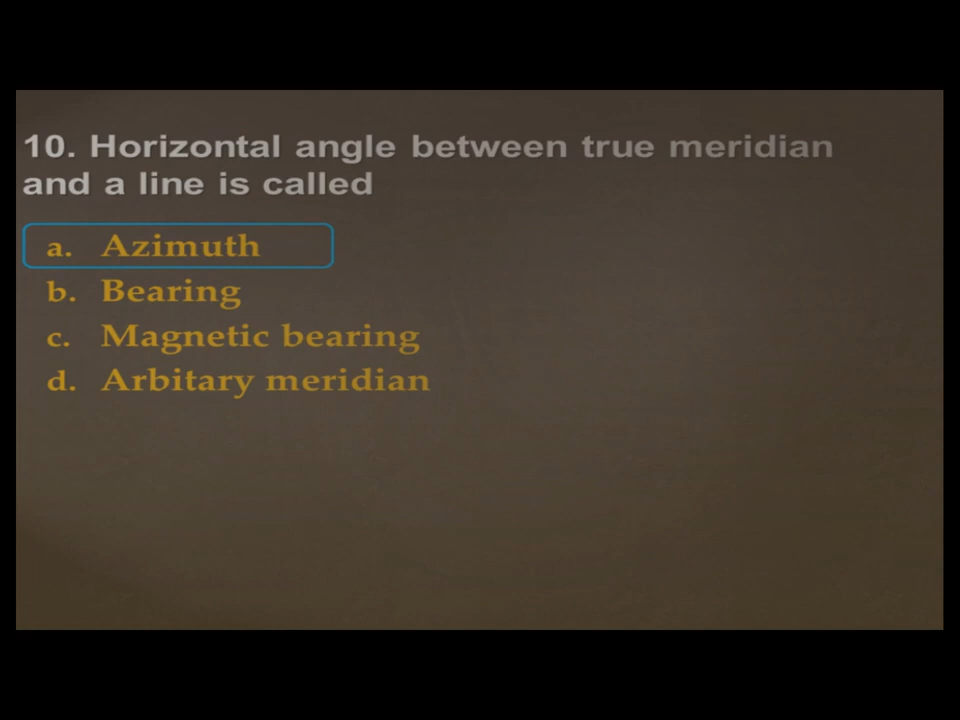 10. Horizontal angle between true meridian
and a line is called
a. Azimuth
b. Bearing
c. Magnetic bearing
d. Arbitary meridian